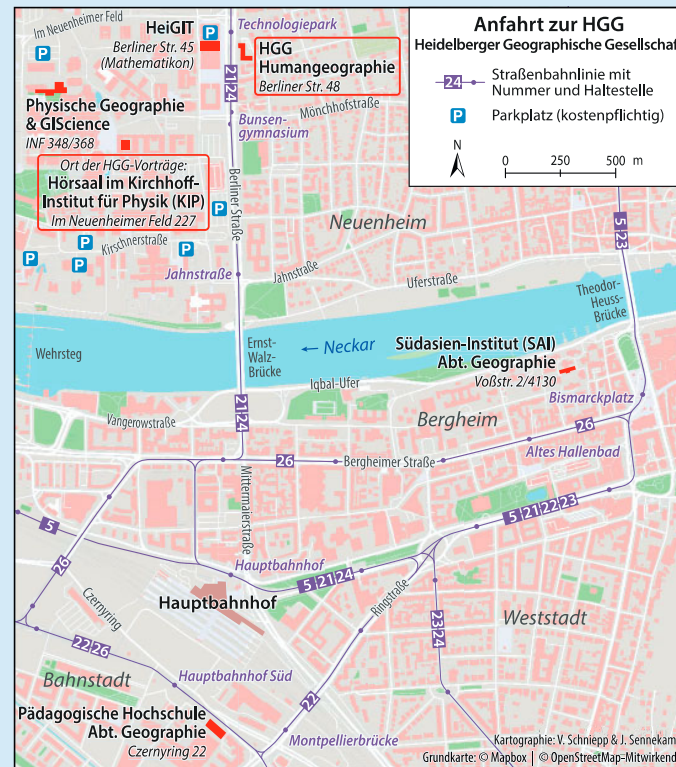 Anfahrt zur HGG
Heidelberger Geographische Gesellschaf
24
Straßenbahnlinie mit
Nummer und Haltestelle
P
Parkplatz (kostenpflichtig)
N
0 250 500 m
Im Neuenheimer Feld
P
HeiGIT
Berliner Str. 45
(Mathematikon)
P
Technologiepark
HGG
Humangeographie
Berliner Str. 48
21|24
Physische Geographie
& GIScience
INF 348/368
Mönchhofstraße
Bunsen-
gymnasium
Ort der HGG-Vorträge:
Hörsaal im Kirchhoff-
Institut für Physik (KIP)
Im Neuenheimer Feld 227
Berliner Straße
P
Neuenheim
5|23
Kirschnerstraße
P
P
P
P
Jahnstraße
Jahnstraße
Uferstraße
Theodor-
Heuss-
Brücke
Wehrsteg
Ernst-
Walz-
Brücke
← Neckar
Südasien-Institut (SAI)
Abt. Geographie
Voßstr. 2/4130
Iqbal-Ufer
Bismarckplatz
Vangerowstraße
21|24
Bergheim
26
Altes Hallenbad
26
Bergheimer Straße
Mittermaierstraße
5|21|22|23
5
26
Hauptbahnhof
5|21|24
Hauptbahnhof
Ringstraße
Czernyring
23|24
Weststadt
22|26
Bahnstadt
Hauptbahnhof Süd
22
Pädagogische Hochschule
Abt. Geographie
Czernyring 22
Montpellierbrücke
Kartographie: V. Schniepp & J. Sennekam
Grundkarte: © Mapbox | © OpenStreetMap-Mitwirkend